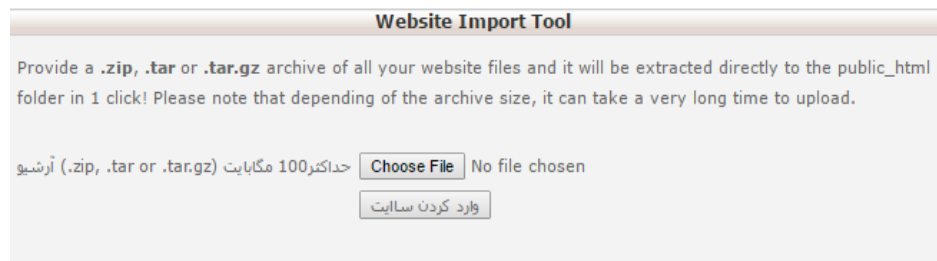 Website Import Tool
Provide a .zip, .tar or .tar.gz archive of all your website files and it will be extracted directly to the public_html
folder in 1 click! Please note that depending of the archive size, it can take a very long time to upload.
آرشیو (.zip, .tar or .tar.gz) حداکثر100 مگابایت Choose File No file chosen
وارد کردن ساایت